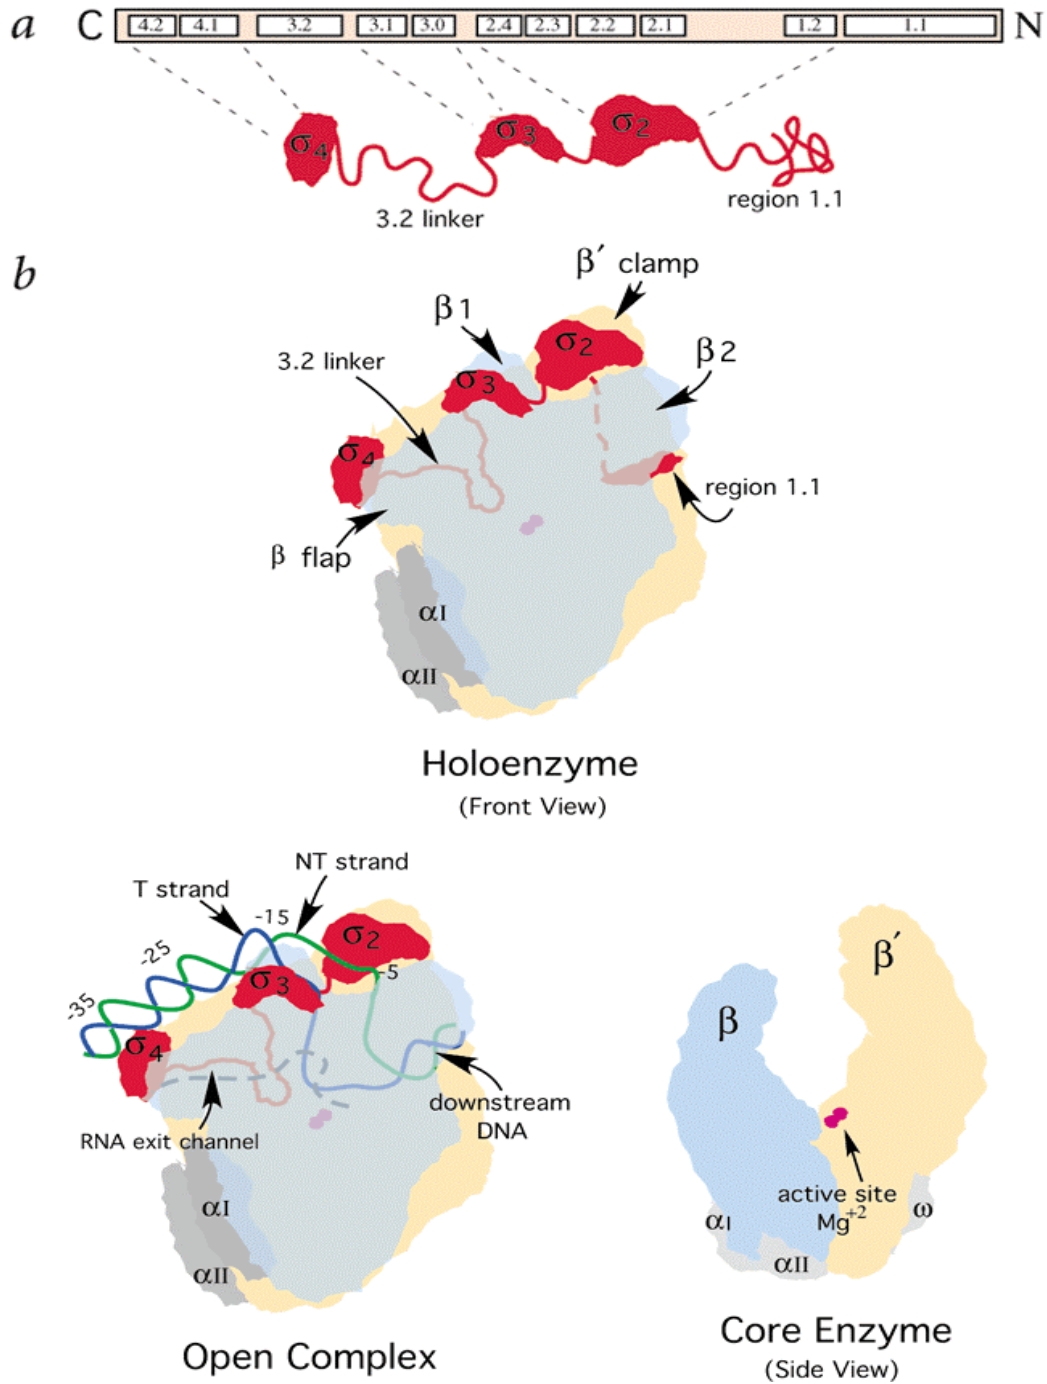 a C 4.2 4.1 3.2 3.1 3.0 2.4 2.3 2.2 2.1 1.2 1.1 N
σ4 σ3 σ2
3.2 linker region 1.1
b
β′ clamp
β1
σ2
3.2 linker
β2
σ3
σ4
region 1.1
β flap
αI
αII
Holoenzyme
(Front View)
NT strand
T strand
-15
-25
-35
σ2
-5
σ3
σ4
downstream
DNA
RNA exit channel
αI
αII
Open Complex
β′
β
active site
Mg+2
αI
ω
αII
Core Enzyme
(Side View)